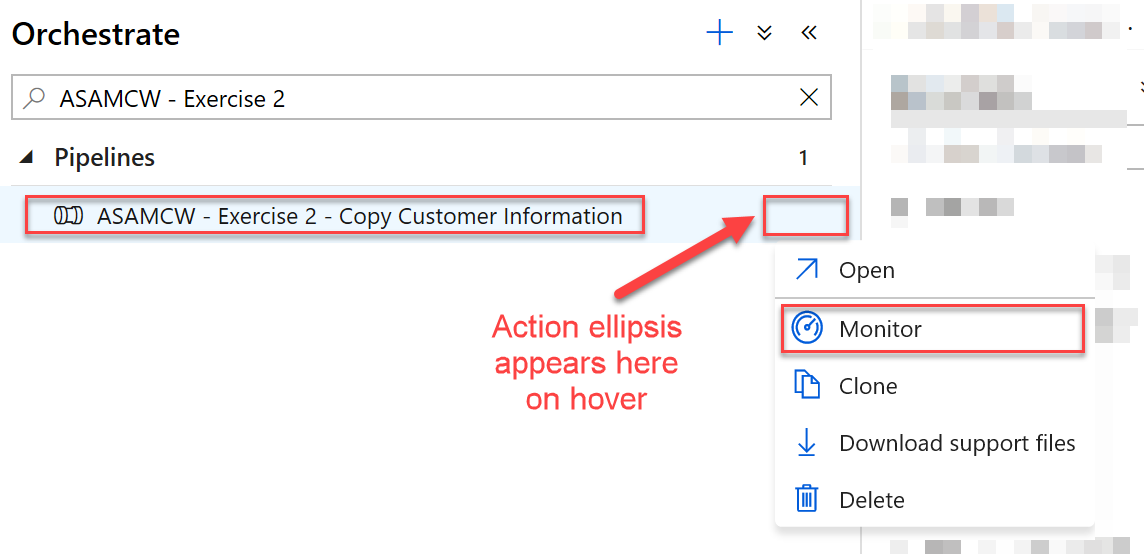 Orchestrate
ASAMCW - Exercise 2
Pipelines 1
ASAMCW - Exercise 2 - Copy Customer Information
Action ellipsis
appears here
on hover
Open
Monitor
Clone
Download support files
Delete